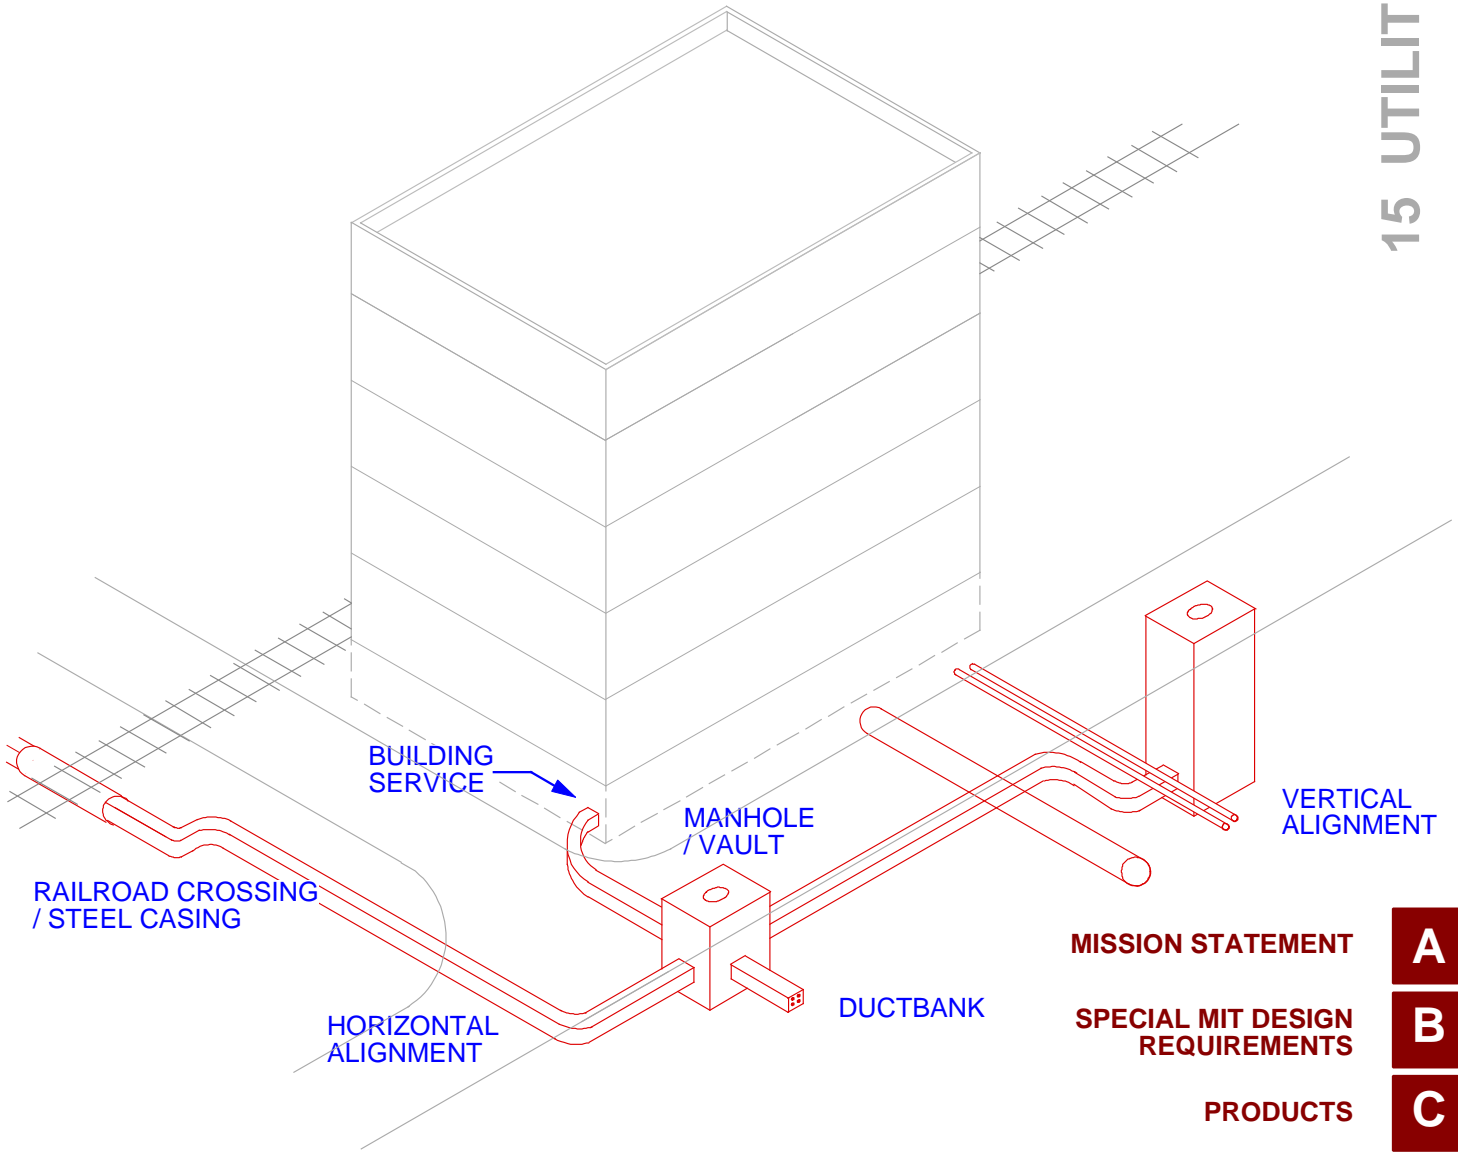 15 UTILIT
BUILDING
SERVICE
MANHOLE
/ VAULT
VERTICAL
ALIGNMENT
RAILROAD CROSSING
/ STEEL CASING
HORIZONTAL
ALIGNMENT
DUCTBANK
MISSION STATEMENT
A
SPECIAL MIT DESIGN
REQUIREMENTS
B
PRODUCTS
C